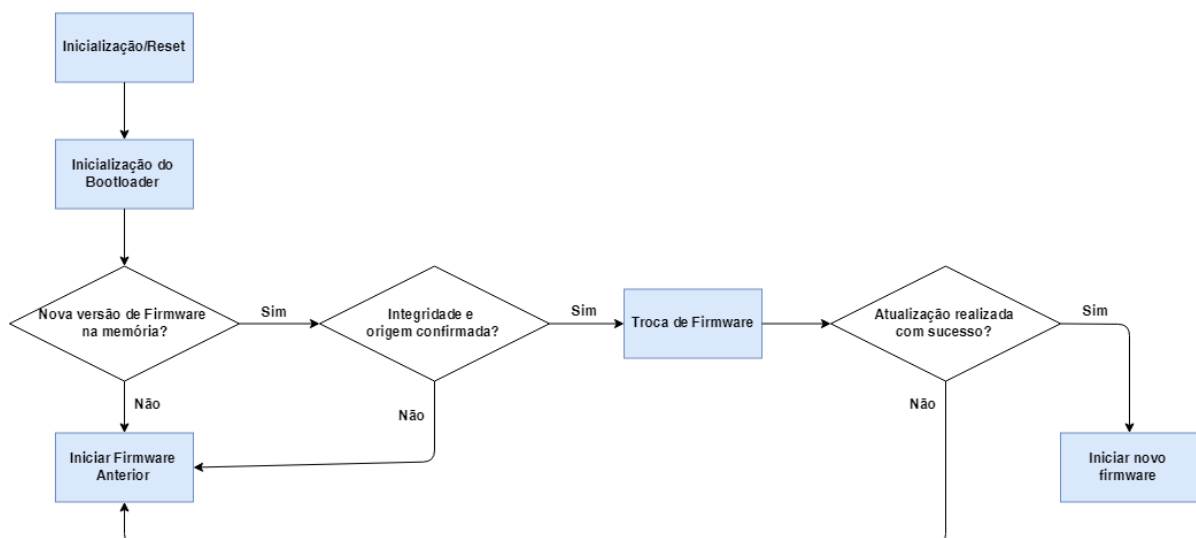 Inicialização/Reset
Inicialização do
Bootloader
Nova versão de Firmware
na memória?
Sim
Integridade e
origem confirmada?
Sim
Troca de Firmware
Atualização realizada
com sucesso?
Sim
Não
Não
Não
Iniciar Firmware
Anterior
Iniciar novo
firmware